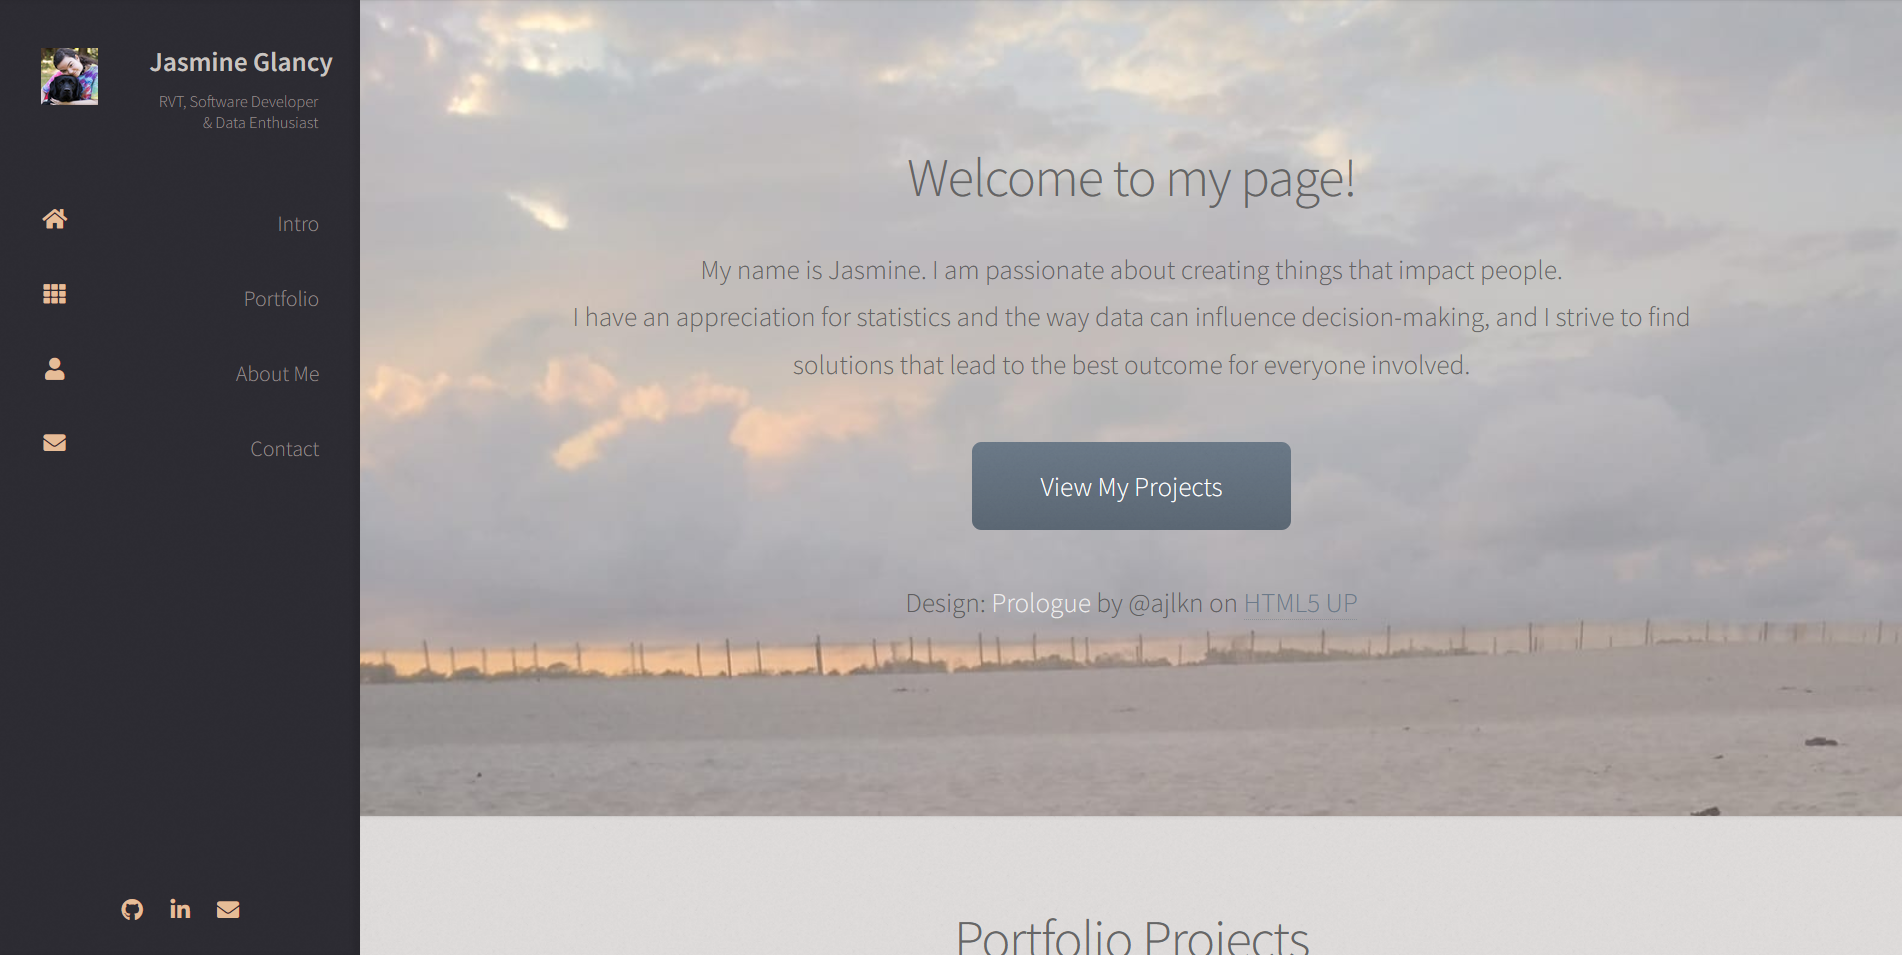 Jasmine Glancy
RVT, Software Developer
& Data Enthusiast
Intro
Portfolio
About Me
Contact
Welcome to my page!
My name is Jasmine. I am passionate about creating things that impact people.
I have an appreciation for statistics and the way data can influence decision-making, and I strive to find
solutions that lead to the best outcome for everyone involved.
View My Projects
Design: Prologue by @ajlkn on HTML5 UP
Portfolio Projects